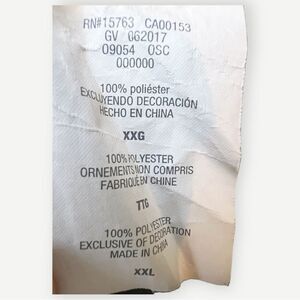 RN#15763 CA00153
GV 062017
09054 OSC
000000
100% poliéster
EXCLUYENDO DECORACIÓN
HECHO EN CHINA
XXG
100% POLYESTER
ORNEMENTS NON COMPRIS
FABRIQUE EN CHINE
TTG
100% POLYESTER
EXCLUSIVE OF DECORATION
MADE IN CHINA
XXL